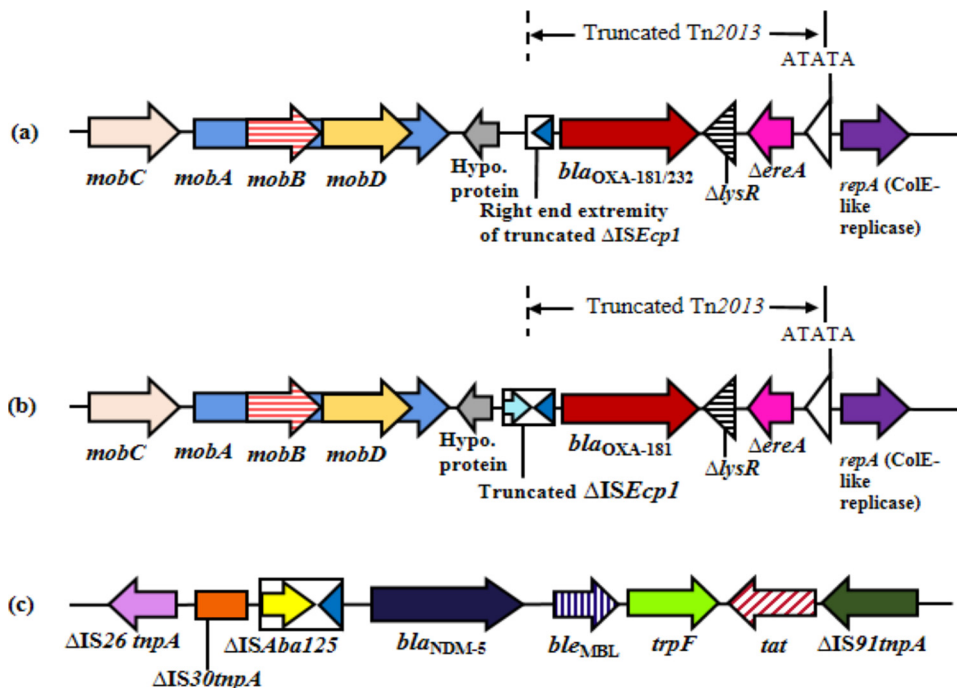 Truncated Tn2013
ATATA
(a)
mobC mobA mobB mobD Hypo. protein blaOXA-181/232 ΔlysR ΔereA repA (ColE-like replicase)
Right end extremity
of truncated ΔISEcp1
Truncated Tn2013
ATATA
(b)
mobC mobA mobB mobD Hypo. protein blaOXA-181 ΔlysR ΔereA repA (ColE-like replicase)
Truncated ΔISEcp1
(c)
ΔIS26 tnpA ΔISAba125 blaNDM-5 bleMBL trpF tat ΔIS91tnpA
ΔIS30tnpA